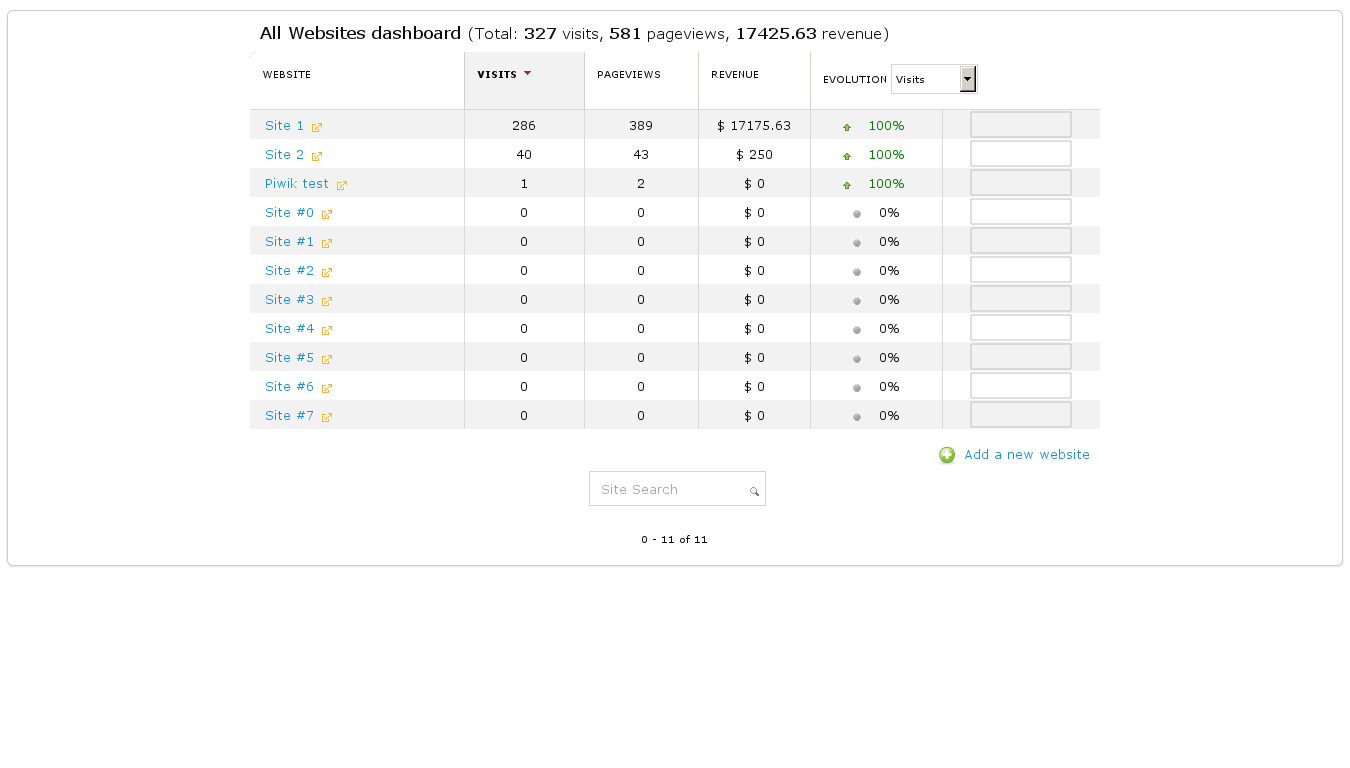 All Websites dashboard (Total: 327 visits, 581 pageviews, 17425.63 revenue)
WEBSITE VISITS PAGEVIEWS REVENUE EVOLUTION Visits
Site 1 286 389 $ 17175.63 100%
Site 2 40 43 $ 250 100%
Piwik test 1 2 $ 0 100%
Site #0 0 0 $ 0 0%
Site #1 0 0 $ 0 0%
Site #2 0 0 $ 0 0%
Site #3 0 0 $ 0 0%
Site #4 0 0 $ 0 0%
Site #5 0 0 $ 0 0%
Site #6 0 0 $ 0 0%
Site #7 0 0 $ 0 0%
Add a new website
Site Search
0 - 11 of 11